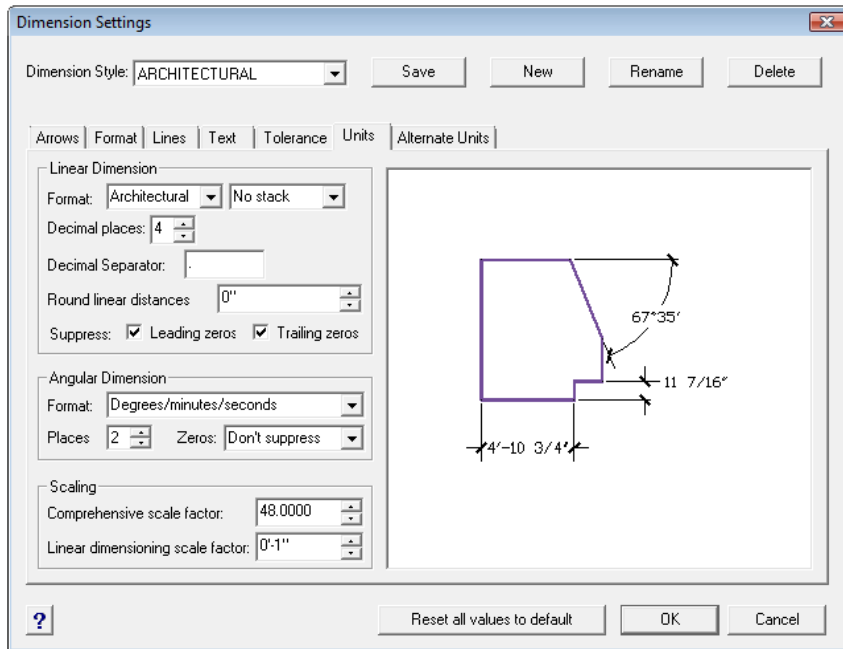 Dimension Settings
Dimension Style: ARCHITECTURAL Save New Rename Delete
Arrows Format Lines Text Tolerance Units Alternate Units
Linear Dimension
Format: Architectural No stack
Decimal places: 4
Decimal Separator: .
Round linear distances 0"
Suppress: Leading zeros Trailing zeros
Angular Dimension
Format: Degrees/minutes/seconds
Places 2 Zeros: Don't suppress
Scaling
Comprehensive scale factor: 48.0000
Linear dimensioning scale factor: 0'-1"
67°35'
11 7/16"
4'-10 3/4"
? Reset all values to default OK Cancel